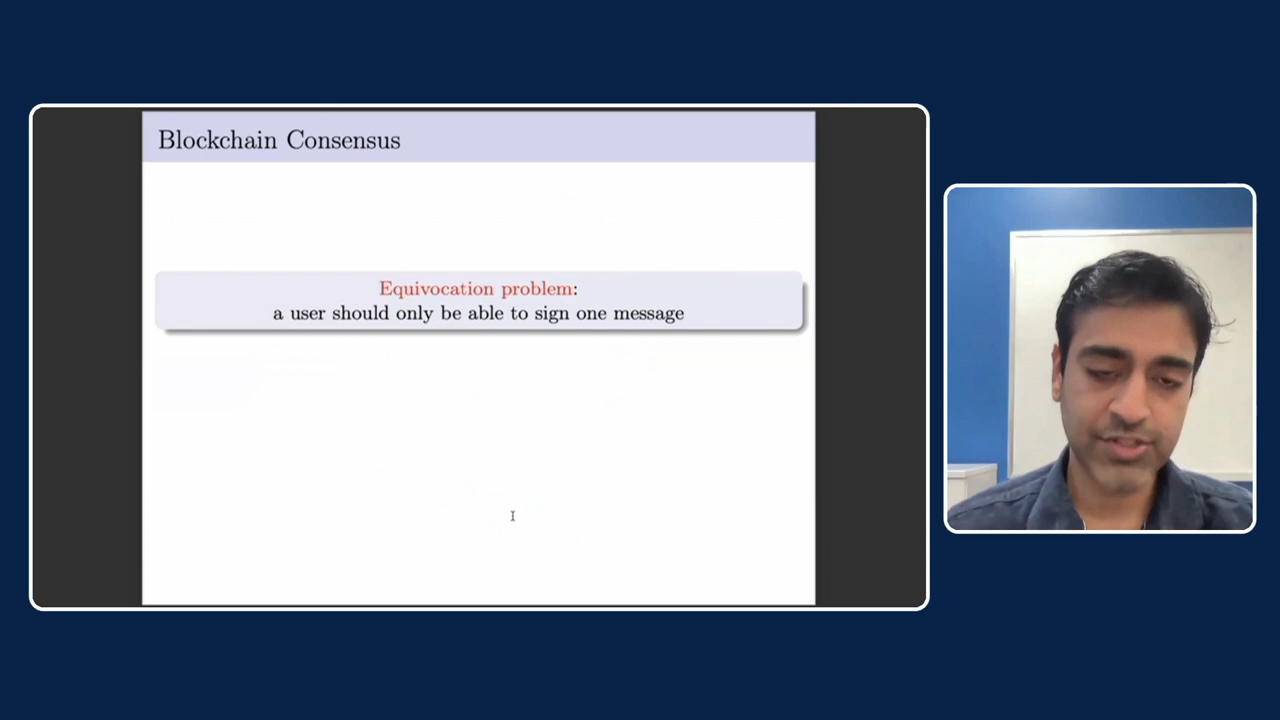 Blockchain Consensus
Equivocation problem:
a user should only be able to sign one message